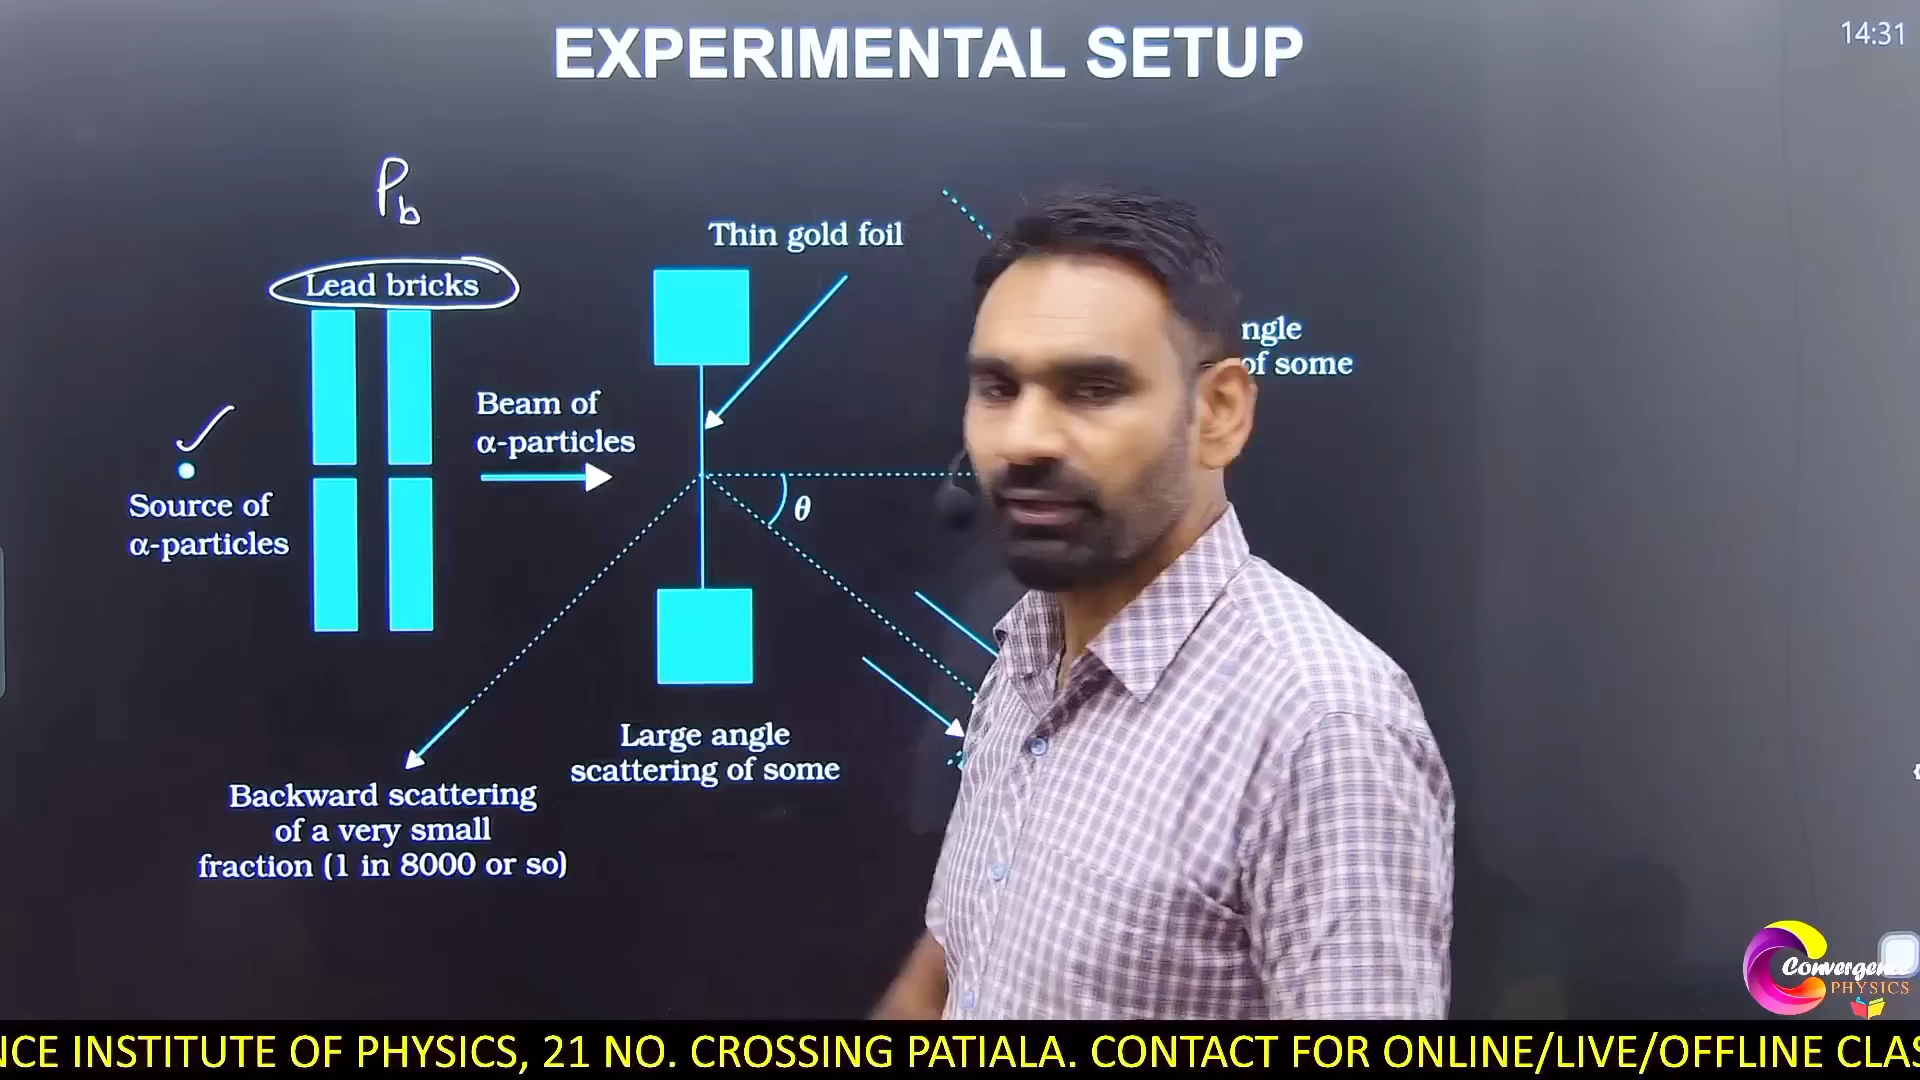 EXPERIMENTAL SETUP
14:31
Pb
Thin gold foil
Lead bricks
ngle
of some
Beam of
α-particles
Source of
α-particles
θ
Large angle
scattering of some
Backward scattering
of a very small
fraction (1 in 8000 or so)
Convergence
PHYSICS
NCE INSTITUTE OF PHYSICS, 21 NO. CROSSING PATIALA. CONTACT FOR ONLINE/LIVE/OFFLINE CLAS